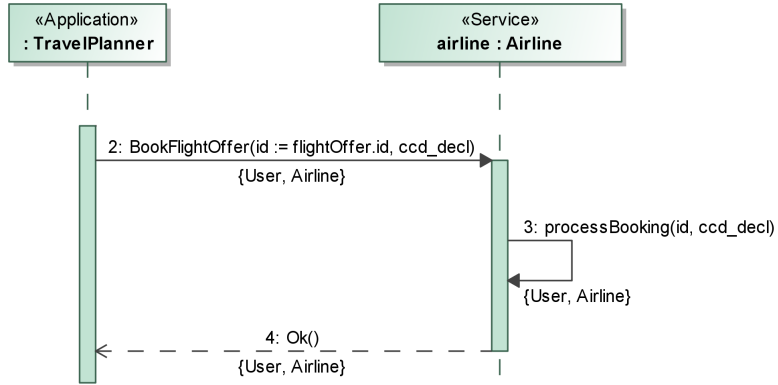 «Application»
: TravelPlanner
«Service»
airline : Airline
2: BookFlightOffer(id := flightOffer.id, ccd_decl)
{User, Airline}
3: processBooking(id, ccd_decl)
{User, Airline}
4: Ok()
{User, Airline}